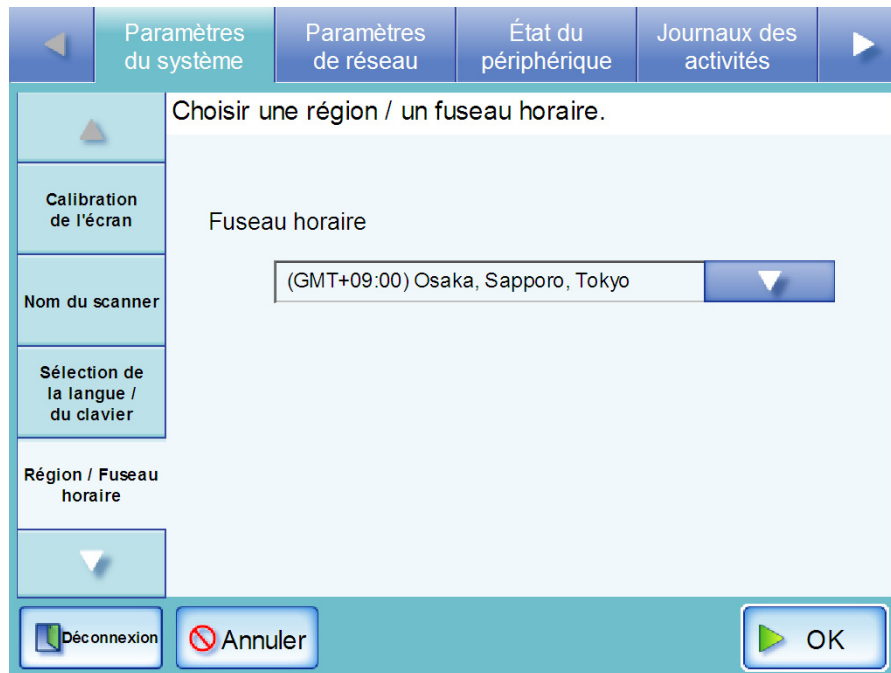 Paramètres
du système
Paramètres
de réseau
État du
périphérique
Journaux des
activités
Choisir une région / un fuseau horaire.
Calibration
de l'écran
Nom du scanner
Sélection de
la langue /
du clavier
Région / Fuseau
horaire
Fuseau horaire
(GMT+09:00) Osaka, Sapporo, Tokyo
Déconnexion
Annuler
OK